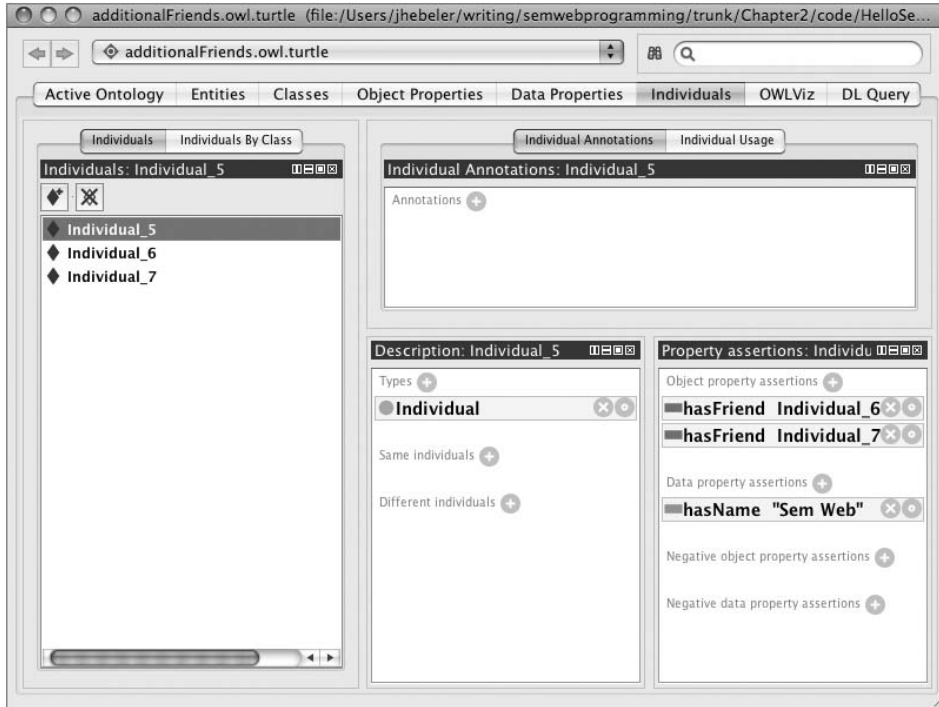 additionalFriends.owl.turtle (file:/Users/jhebeler/writing/semwebprogramming/trunk/Chapter2/code/HelloSe...
additionalFriends.owl.turtle
Active Ontology Entities Classes Object Properties Data Properties Individuals OWLViz DL Query
Individuals Individuals By Class
Individuals: Individual_5
Individual_5
Individual_6
Individual_7
Individual Annotations Individual Usage
Individual Annotations: Individual_5
Annotations
Description: Individual_5
Types
Individual
Same individuals
Different individuals
Property assertions: Individu
Object property assertions
hasFriend Individual_6
hasFriend Individual_7
Data property assertions
hasName "Sem Web"
Negative object property assertions
Negative data property assertions